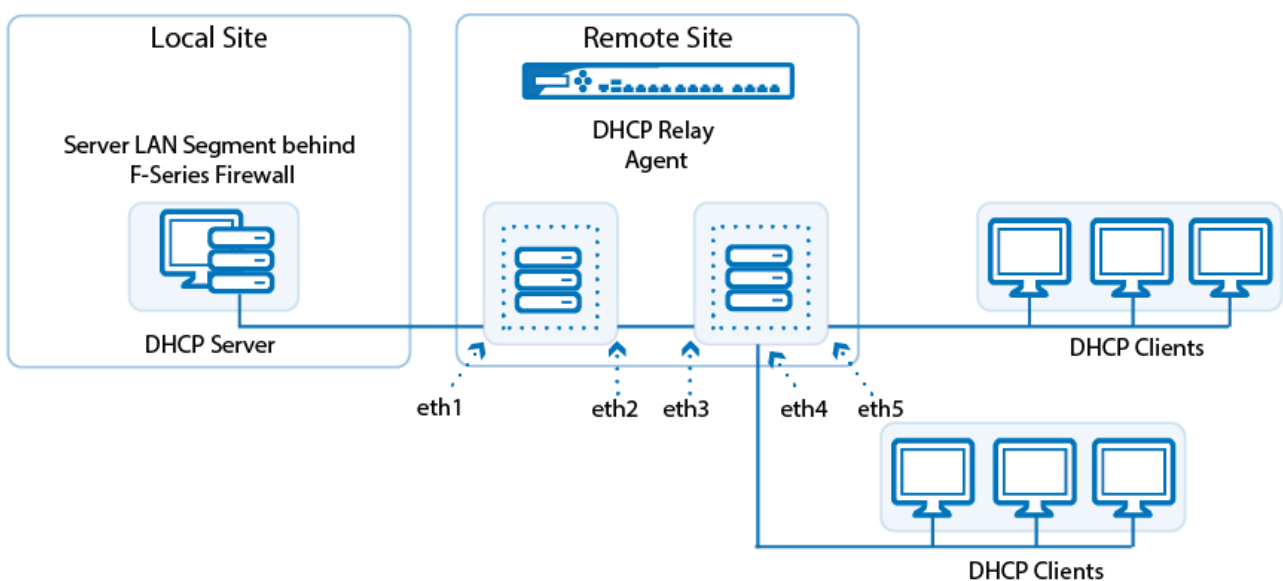 Local Site
Remote Site
DHCP Relay
Agent
Server LAN Segment behind
F-Series Firewall
DHCP Server
DHCP Clients
eth1
eth2
eth3
eth4
eth5
DHCP Clients